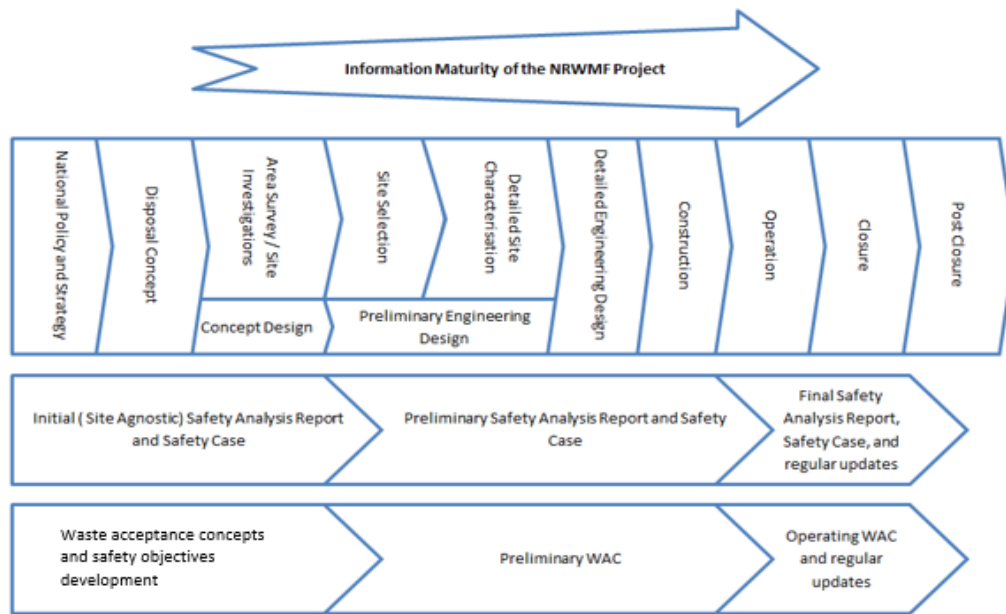 Information Maturity of the NRWMF Project
National Policy and Strategy
Disposal Concept
Area Survey / Site
Investigations
Site Selection
Detailed Site
Characterisation
Detailed Engineering Design
Construction
Operation
Closure
Post Closure
Concept Design
Preliminary Engineering
Design
Initial ( Site Agnostic) Safety Analysis Report
and Safety Case
Preliminary Safety Analysis Report and Safety
Case
Final Safety
Analysis Report,
Safety Case, and
regular updates
Waste acceptance concepts
and safety objectives
development
Preliminary WAC
Operating WAC
and regular
updates